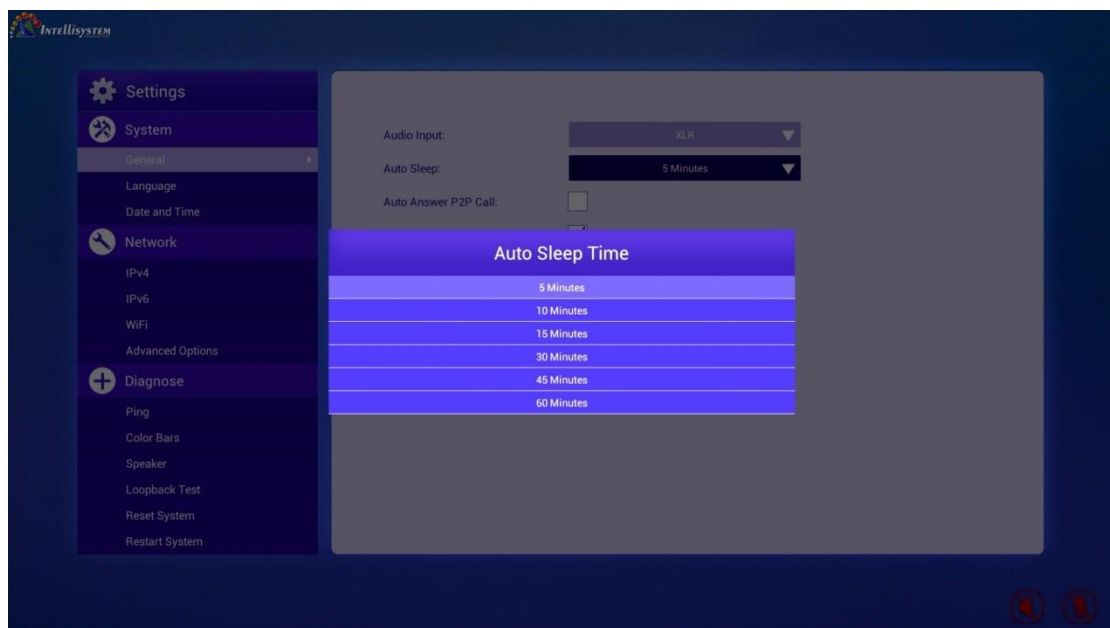 Intellisystem
Settings
System
General
Language
Date and Time
Network
IPv4
IPv6
WiFi
Advanced Options
Diagnose
Ping
Color Bars
Speaker
Loopback Test
Reset System
Restart System
Audio Input: XLR
Auto Sleep: 5 Minutes
Auto Answer P2P Call:
Auto Sleep Time
5 Minutes
10 Minutes
15 Minutes
30 Minutes
45 Minutes
60 Minutes